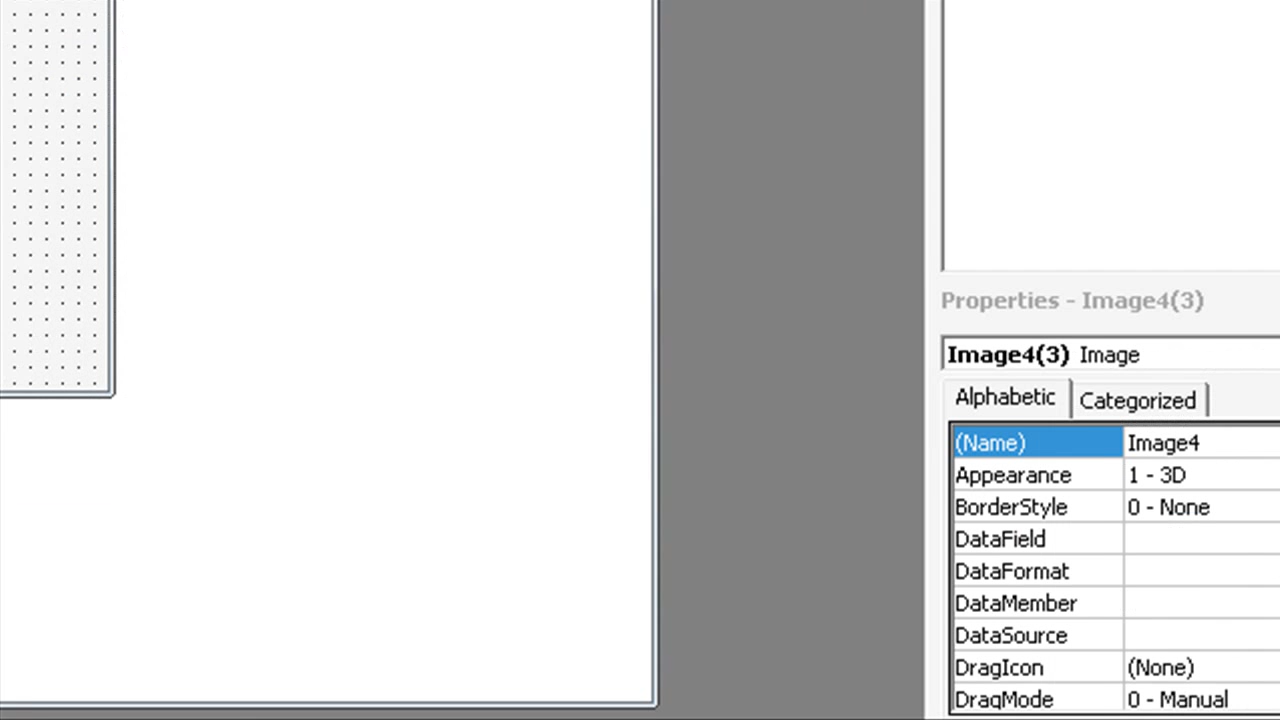 Properties - Image4(3)
Image4(3) Image
Alphabetic Categorized
(Name) Image4
Appearance 1 - 3D
BorderStyle 0 - None
DataField
DataFormat
DataMember
DataSource
DragIcon (None)
DragMode 0 - Manual